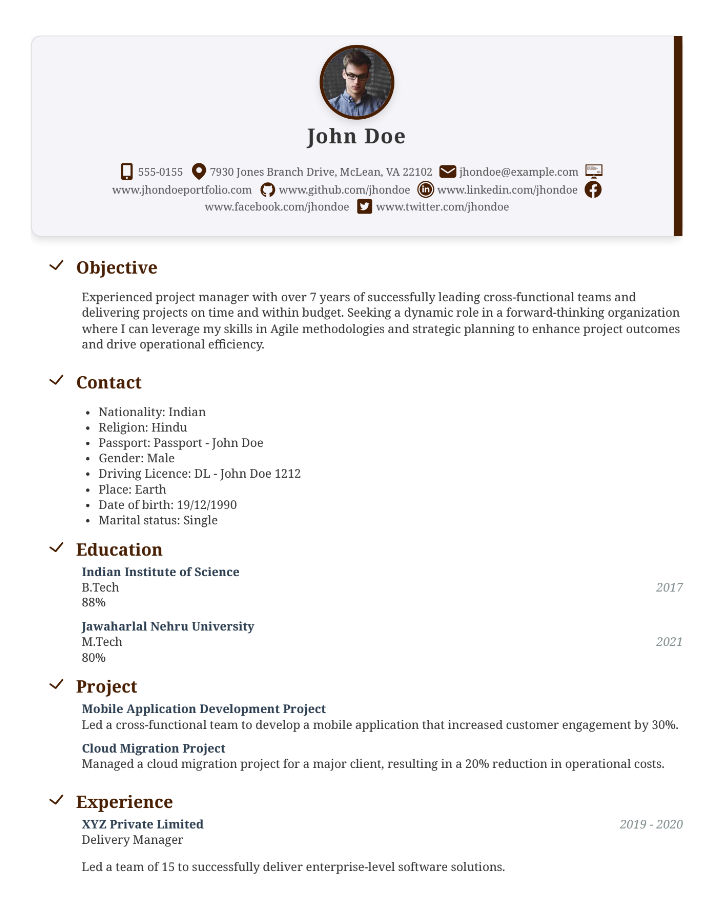 John Doe
555-0155 7930 Jones Branch Drive, McLean, VA 22102 jhondoe@example.com
www.jhondoeportfolio.com www.github.com/jhondoe www.linkedin.com/jhondoe
www.facebook.com/jhondoe www.twitter.com/jhondoe
Objective
Experienced project manager with over 7 years of successfully leading cross-functional teams and
delivering projects on time and within budget. Seeking a dynamic role in a forward-thinking organization
where I can leverage my skills in Agile methodologies and strategic planning to enhance project outcomes
and drive operational efficiency.
Contact
• Nationality: Indian
• Religion: Hindu
• Passport: Passport - John Doe
• Gender: Male
• Driving Licence: DL - John Doe 1212
• Place: Earth
• Date of birth: 19/12/1990
• Marital status: Single
Education
Indian Institute of Science
B.Tech 2017
88%
Jawaharlal Nehru University
M.Tech 2021
80%
Project
Mobile Application Development Project
Led a cross-functional team to develop a mobile application that increased customer engagement by 30%.
Cloud Migration Project
Managed a cloud migration project for a major client, resulting in a 20% reduction in operational costs.
Experience
XYZ Private Limited 2019 - 2020
Delivery Manager
Led a team of 15 to successfully deliver enterprise-level software solutions.